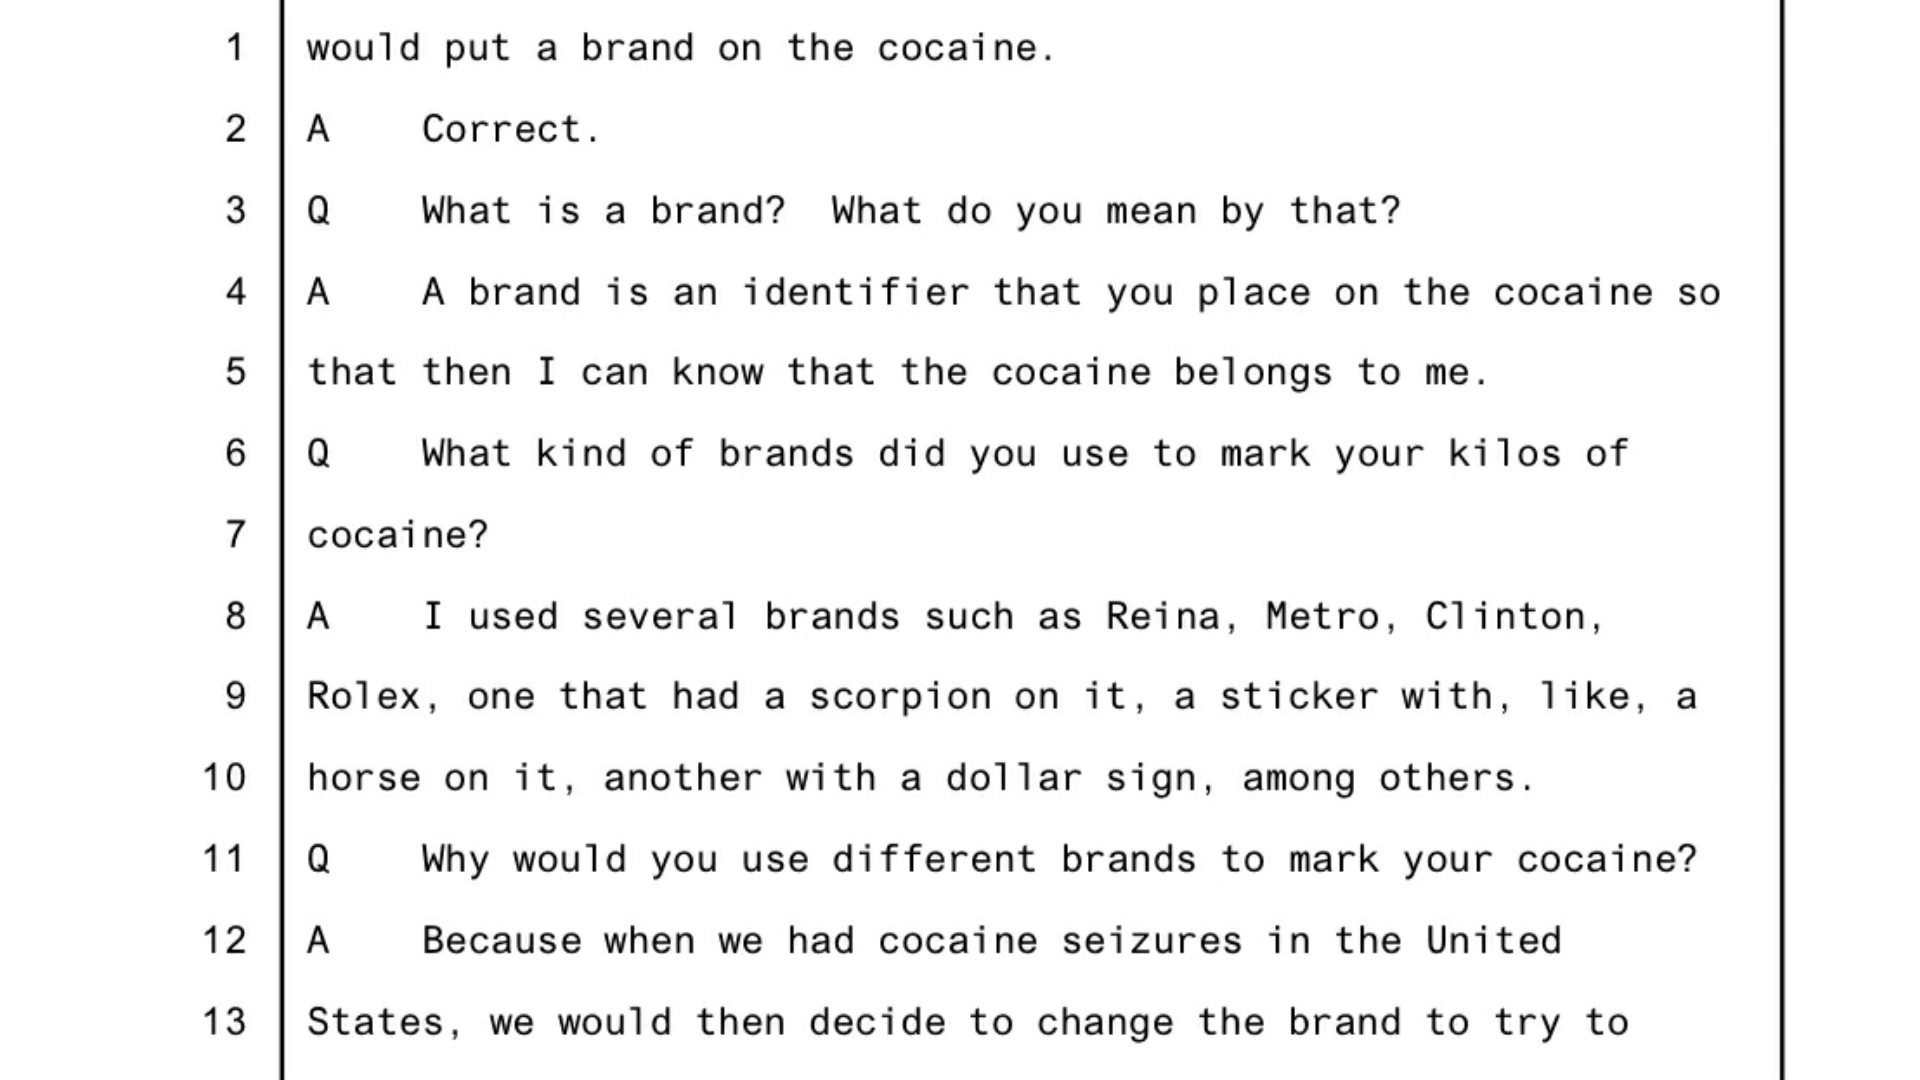 1 would put a brand on the cocaine.
2 A Correct.
3 Q What is a brand? What do you mean by that?
4 A A brand is an identifier that you place on the cocaine so
5 that then I can know that the cocaine belongs to me.
6 Q What kind of brands did you use to mark your kilos of
7 cocaine?
8 A I used several brands such as Reina, Metro, Clinton,
9 Rolex, one that had a scorpion on it, a sticker with, like, a
10 horse on it, another with a dollar sign, among others.
11 Q Why would you use different brands to mark your cocaine?
12 A Because when we had cocaine seizures in the United
13 States, we would then decide to change the brand to try to